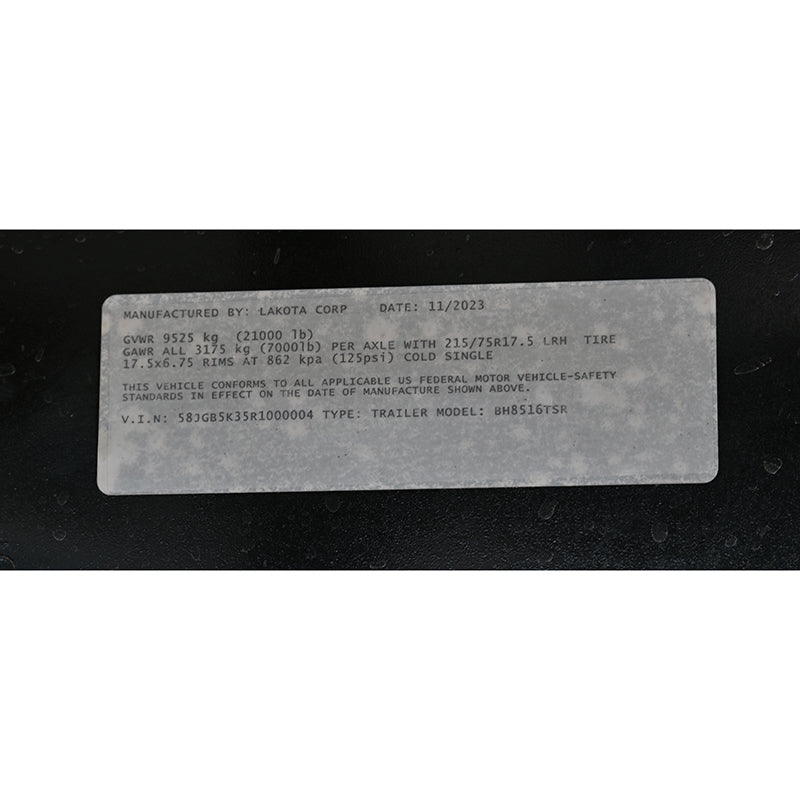 MANUFACTURED BY: LAKOTA CORP DATE: 11/2023
GVWR 9525 kg (21000 lb)
GAWR ALL 3175 kg (7000lb) PER AXLE WITH 215/75R17.5 LRH TIRE
17.5x6.75 RIMS AT 862 kpa (125psi) COLD SINGLE
THIS VEHICLE CONFORMS TO ALL APPLICABLE US FEDERAL MOTOR VEHICLE-SAFETY
STANDARDS IN EFFECT ON THE DATE OF MANUFACTURE SHOWN ABOVE.
V.I.N: 58JGB5K35R1000004 TYPE: TRAILER MODEL: BH8516TSR